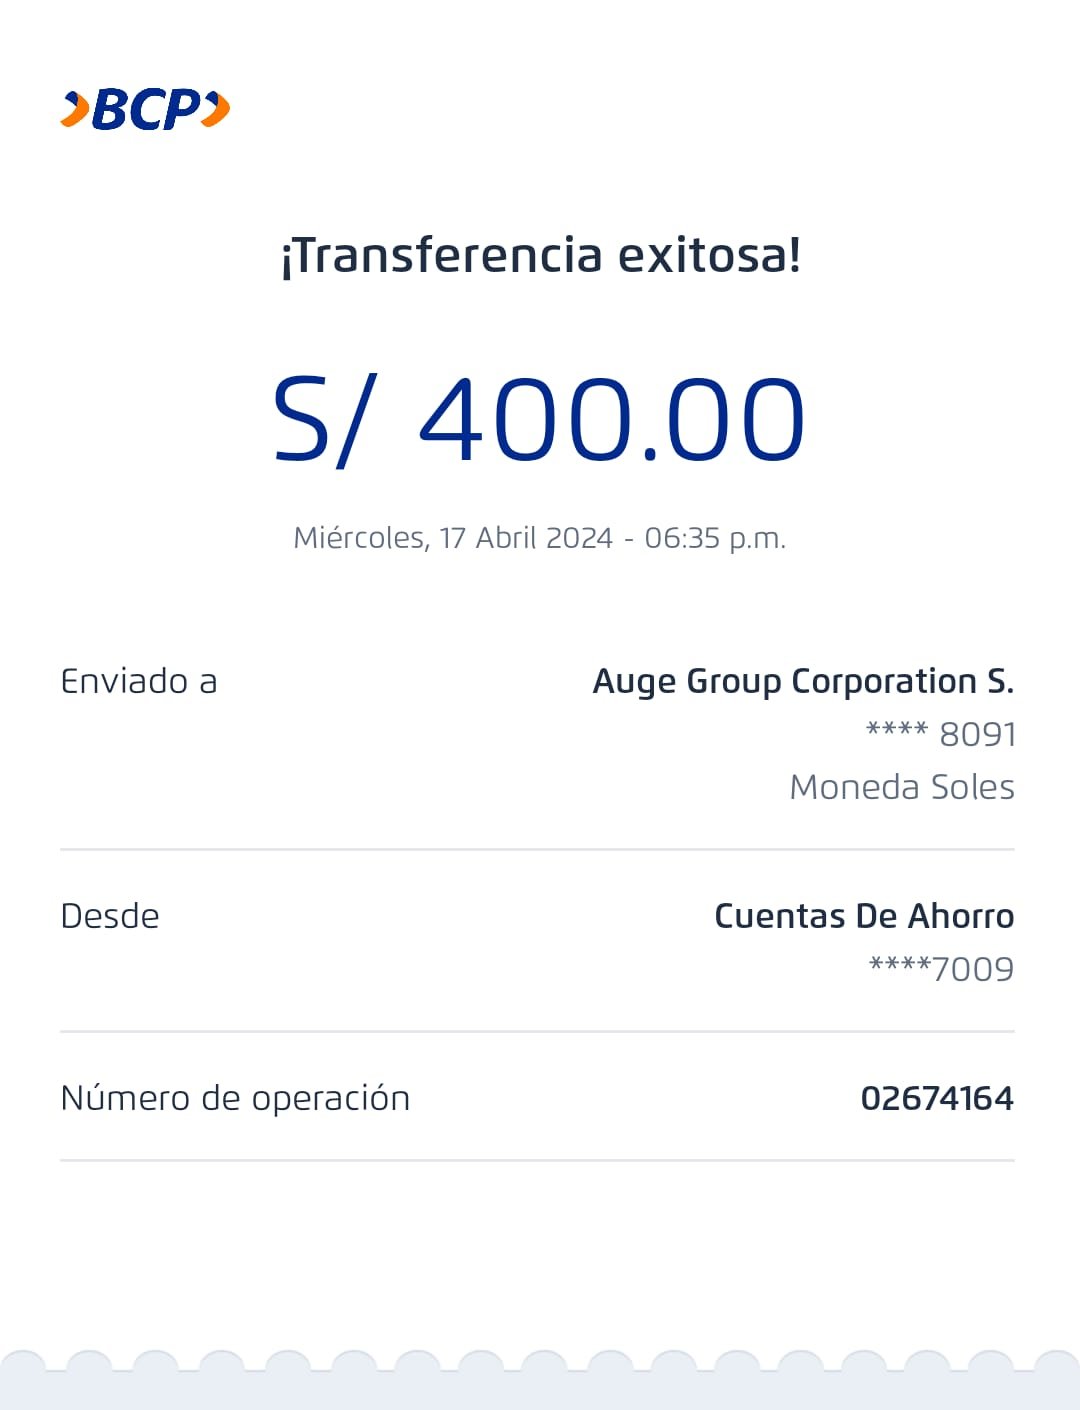 BCP
¡Transferencia exitosa!
S/ 400.00
Miércoles, 17 Abril 2024 - 06:35 p.m.
Enviado a
Auge Group Corporation S.
**** 8091
Moneda Soles
Desde
Cuentas De Ahorro
****7009
Número de operación
02674164